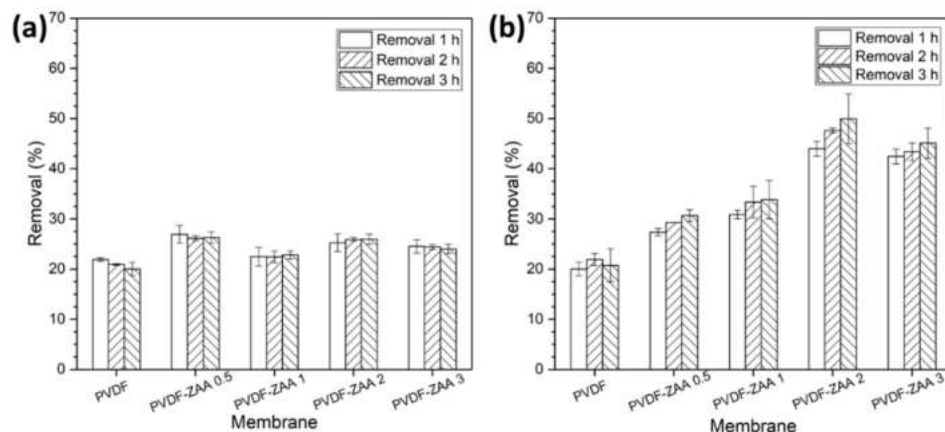 (a)
70
60
50
40
30
20
10
0
Removal (%)
Removal 1 h
Removal 2 h
Removal 3 h
PVDF
PVDF-ZAA 0.5
PVDF-ZAA 1
PVDF-ZAA 2
PVDF-ZAA 3
Membrane
(b)
70
60
50
40
30
20
10
0
Removal (%)
Removal 1 h
Removal 2 h
Removal 3 h
PVDF
PVDF-ZAA 0.5
PVDF-ZAA 1
PVDF-ZAA 2
PVDF-ZAA 3
Membrane